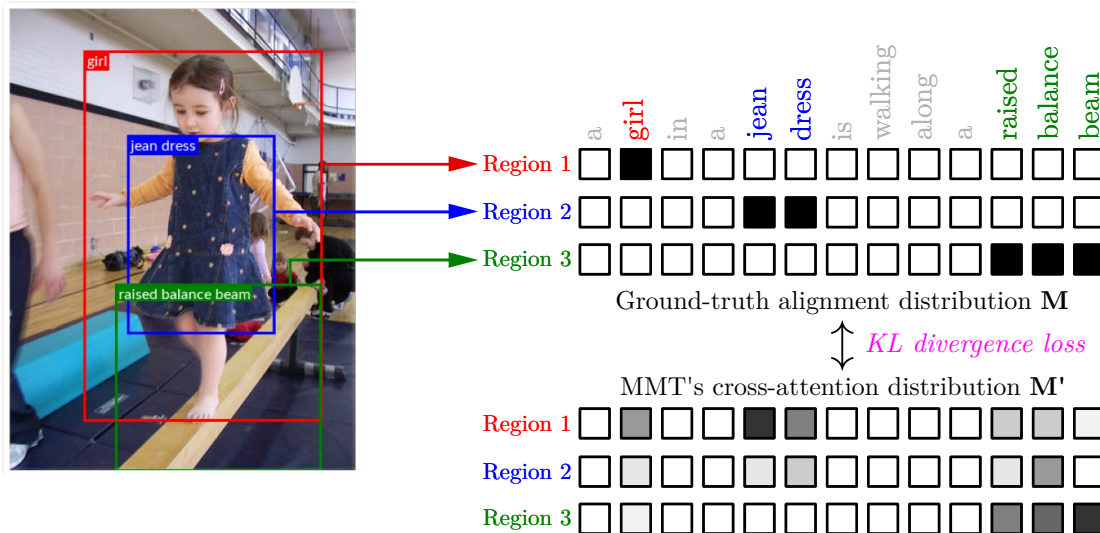 girl
jean dress
raised balance beam
a girl in a jean dress is walking along a raised balance beam
Region 1
Region 2
Region 3
Ground-truth alignment distribution M
KL divergence loss
MMT's cross-attention distribution M'
Region 1
Region 2
Region 3